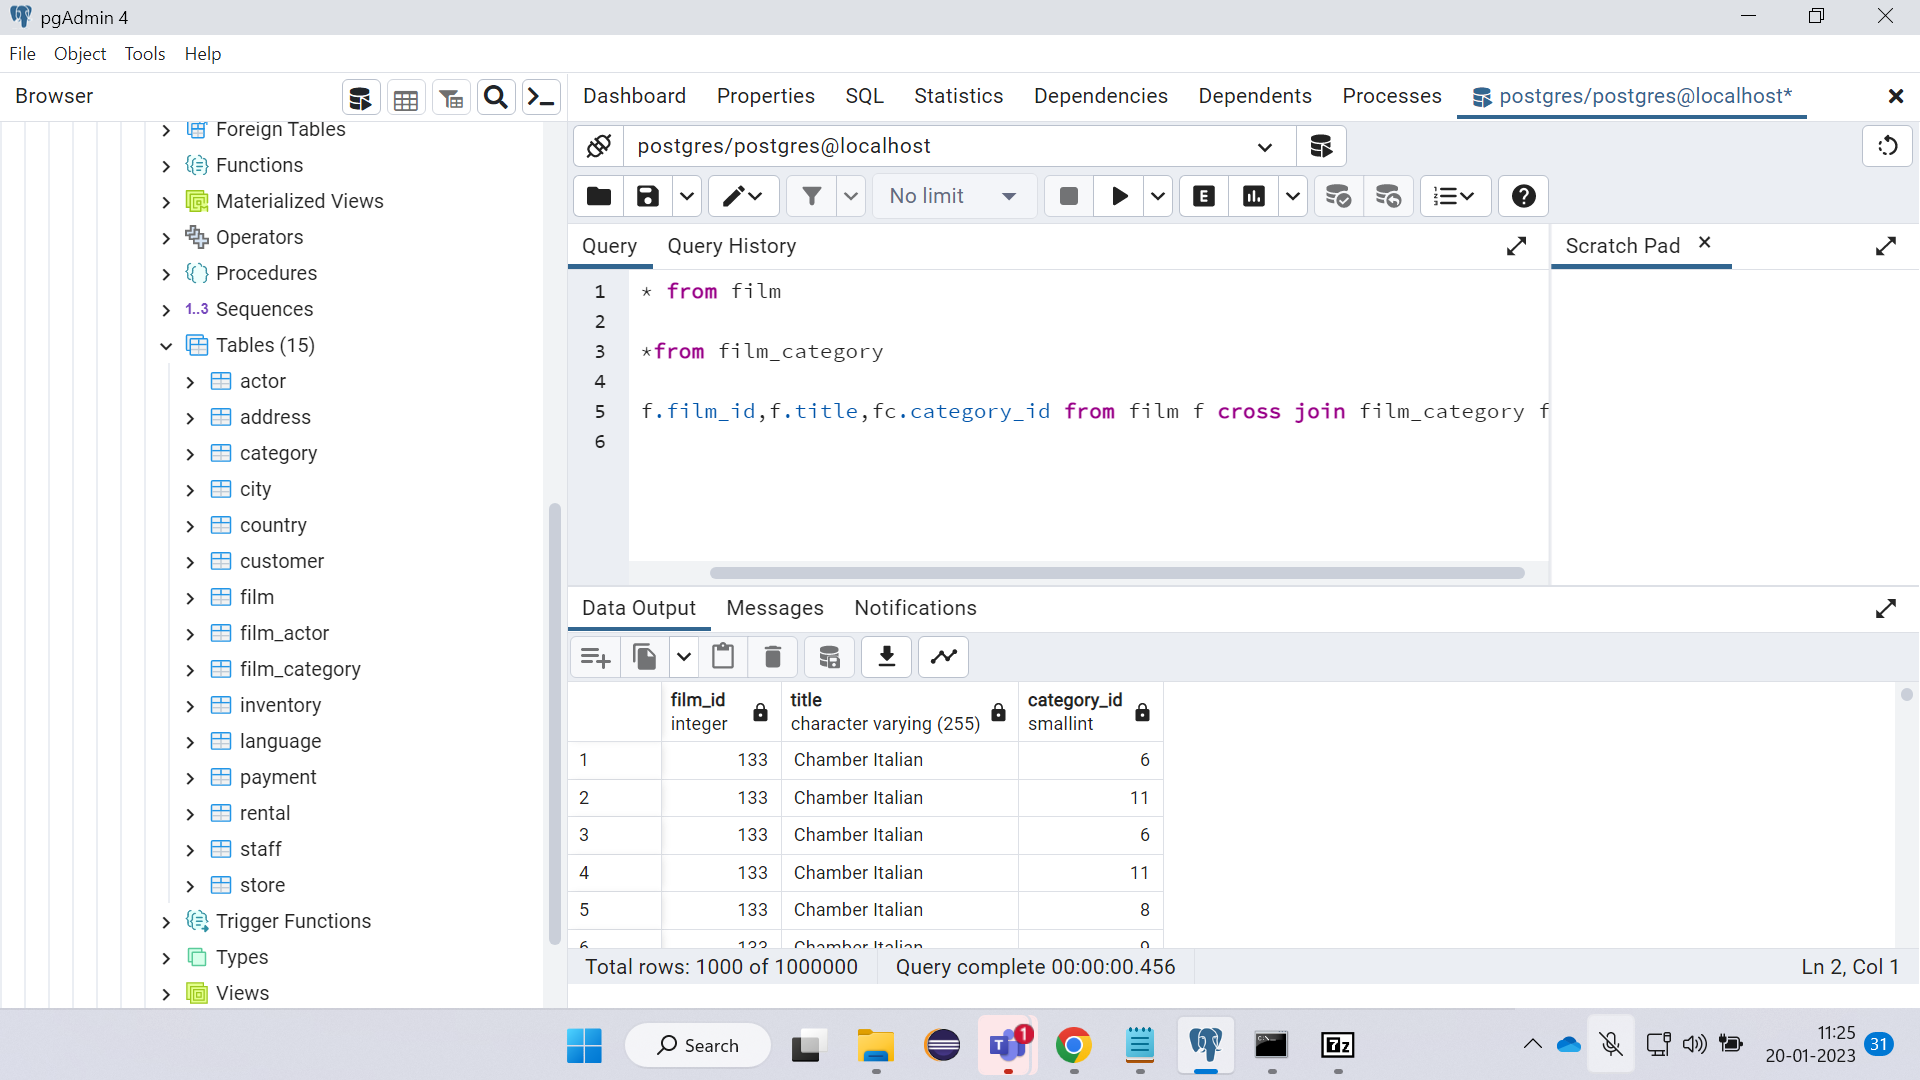 pgAdmin 4
File Object Tools Help
Browser
Dashboard Properties SQL Statistics Dependencies Dependents Processes postgres/postgres@localhost*
Foreign Tables
Functions
Materialized Views
Operators
Procedures
1..3 Sequences
Tables (15)
actor
address
category
city
country
customer
film
film_actor
film_category
inventory
language
payment
rental
staff
store
Trigger Functions
Types
Views
postgres/postgres@localhost
No limit
E
Query Query History
Scratch Pad
1 * from film
2
3 *from film_category
4
5 f.film_id,f.title,fc.category_id from film f cross join film_category f
6
Data Output Messages Notifications
film_id title category_id
integer character varying (255) smallint
1 133 Chamber Italian 6
2 133 Chamber Italian 11
3 133 Chamber Italian 6
4 133 Chamber Italian 11
5 133 Chamber Italian 8
6 133 Chamber Italian 9
Total rows: 1000 of 1000000 Query complete 00:00:00.456 Ln 2, Col 1
Search
1
7z
11:25
20-01-2023
31